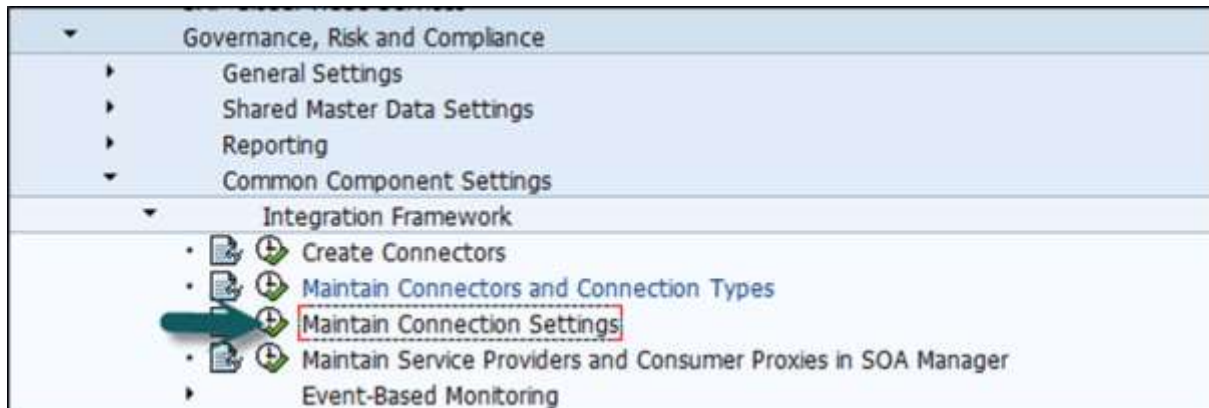 Governance, Risk and Compliance
General Settings
Shared Master Data Settings
Reporting
Common Component Settings
Integration Framework
Create Connectors
Maintain Connectors and Connection Types
Maintain Connection Settings
Maintain Service Providers and Consumer Proxies in SOA Manager
Event-Based Monitoring